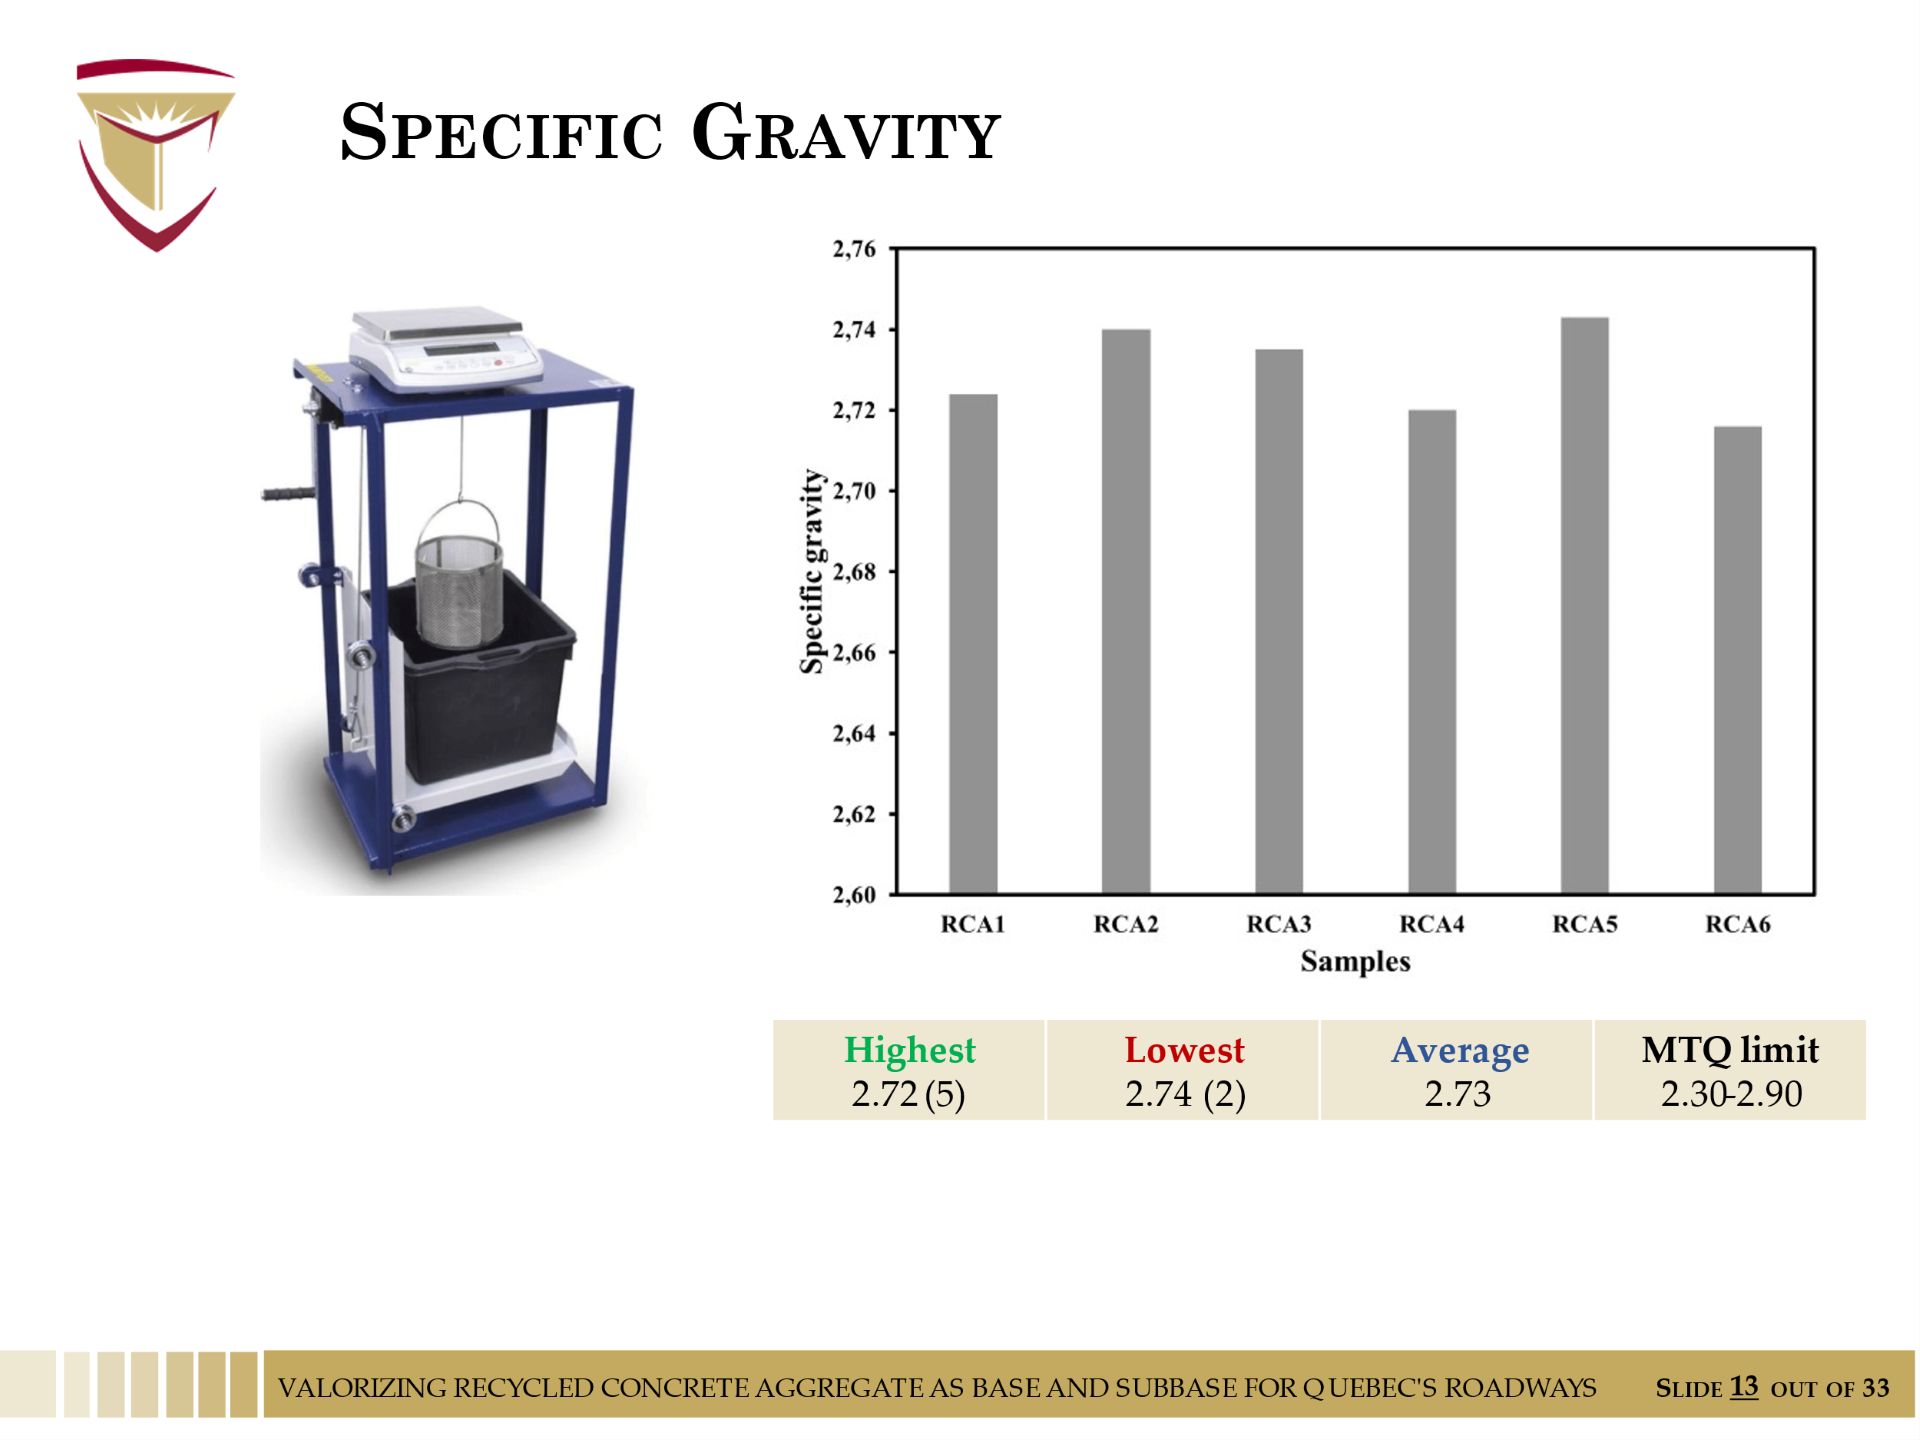 SPECIFIC GRAVITY
2,76
2,74
2,72
2,70
2,68
2,66
2,64
2,62
2,60
Specific gravity
RCA1 RCA2 RCA3 RCA4 RCA5 RCA6
Samples
Highest Lowest Average MTQ limit
2.72 (5) 2.74 (2) 2.73 2.30-2.90
VALORIZING RECYCLED CONCRETE AGGREGATE AS BASE AND SUBBASE FOR QUEBEC'S ROADWAYS SLIDE 13 OUT OF 33